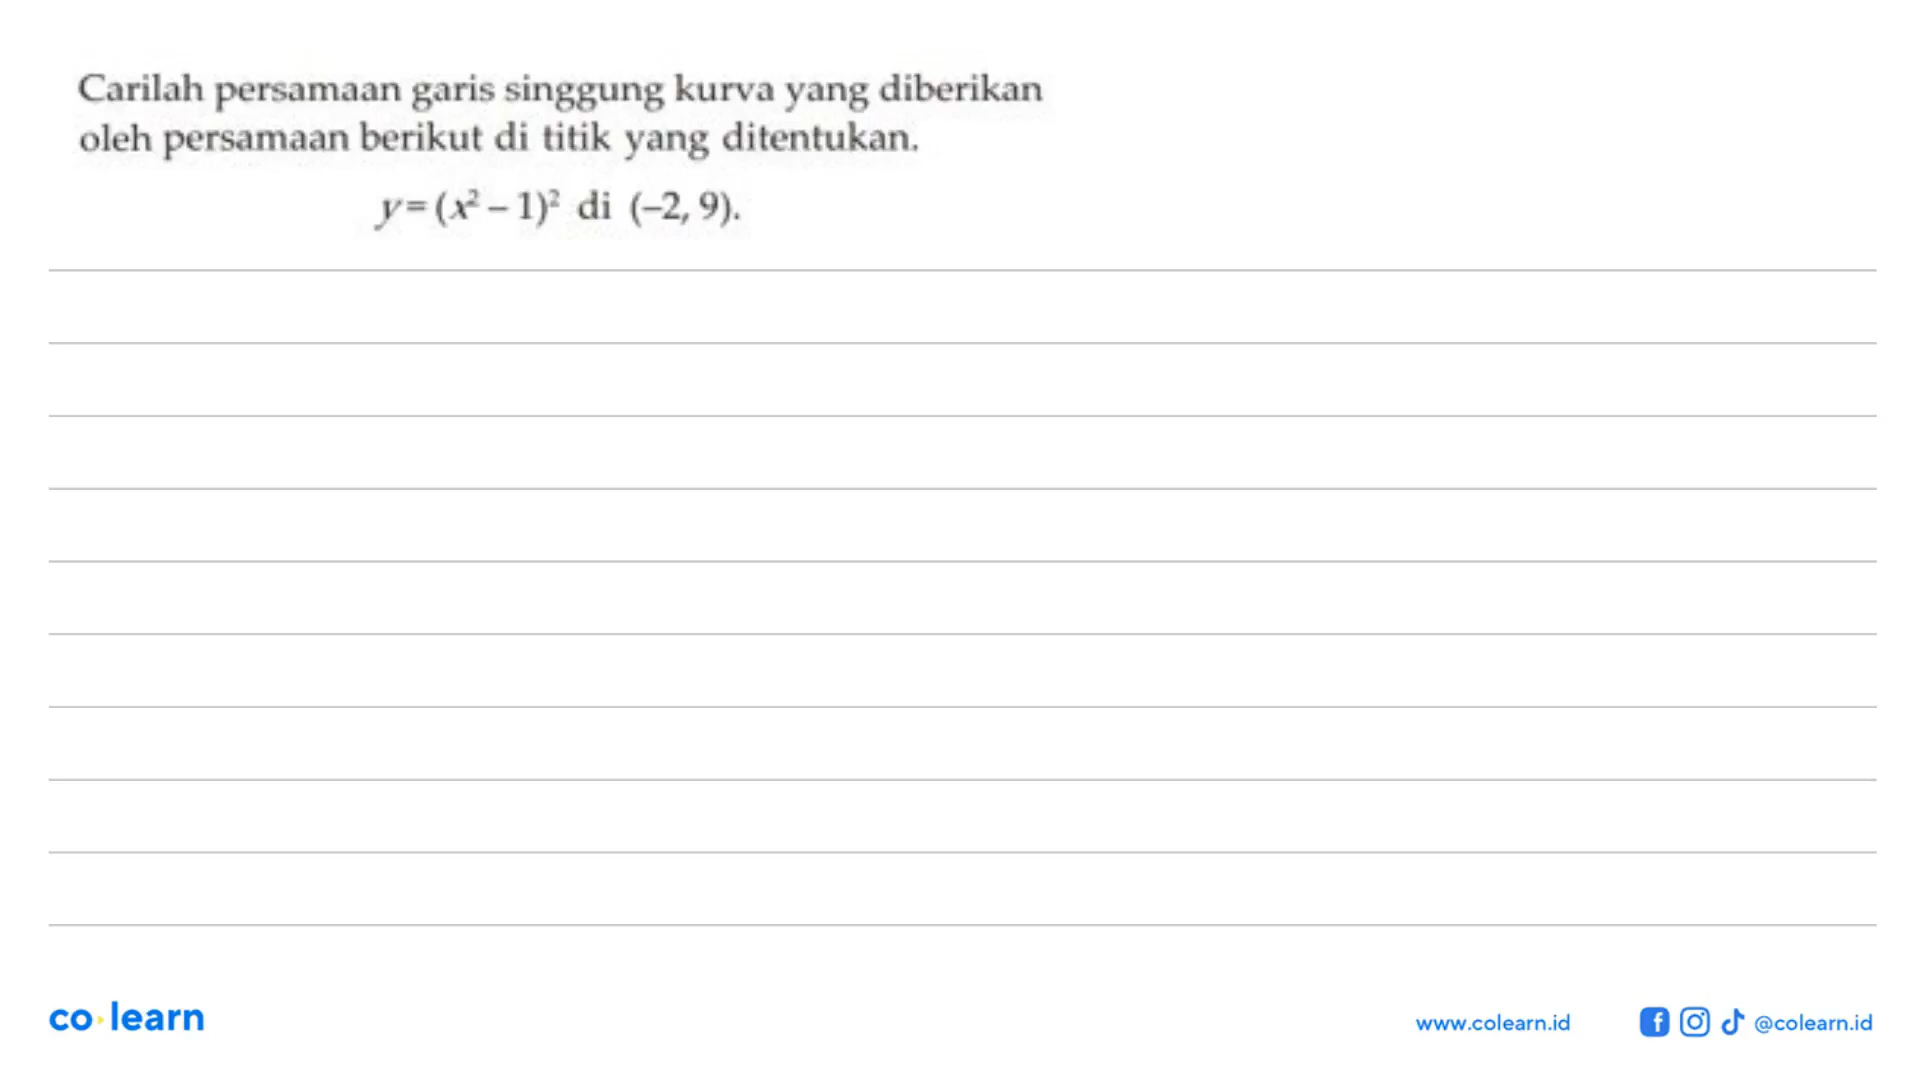 Carilah persamaan garis singgung kurva yang diberikan
oleh persamaan berikut di titik yang ditentukan.
y = (x² – 1)² di (–2, 9).
co learn
www.colearn.id @colearn.id